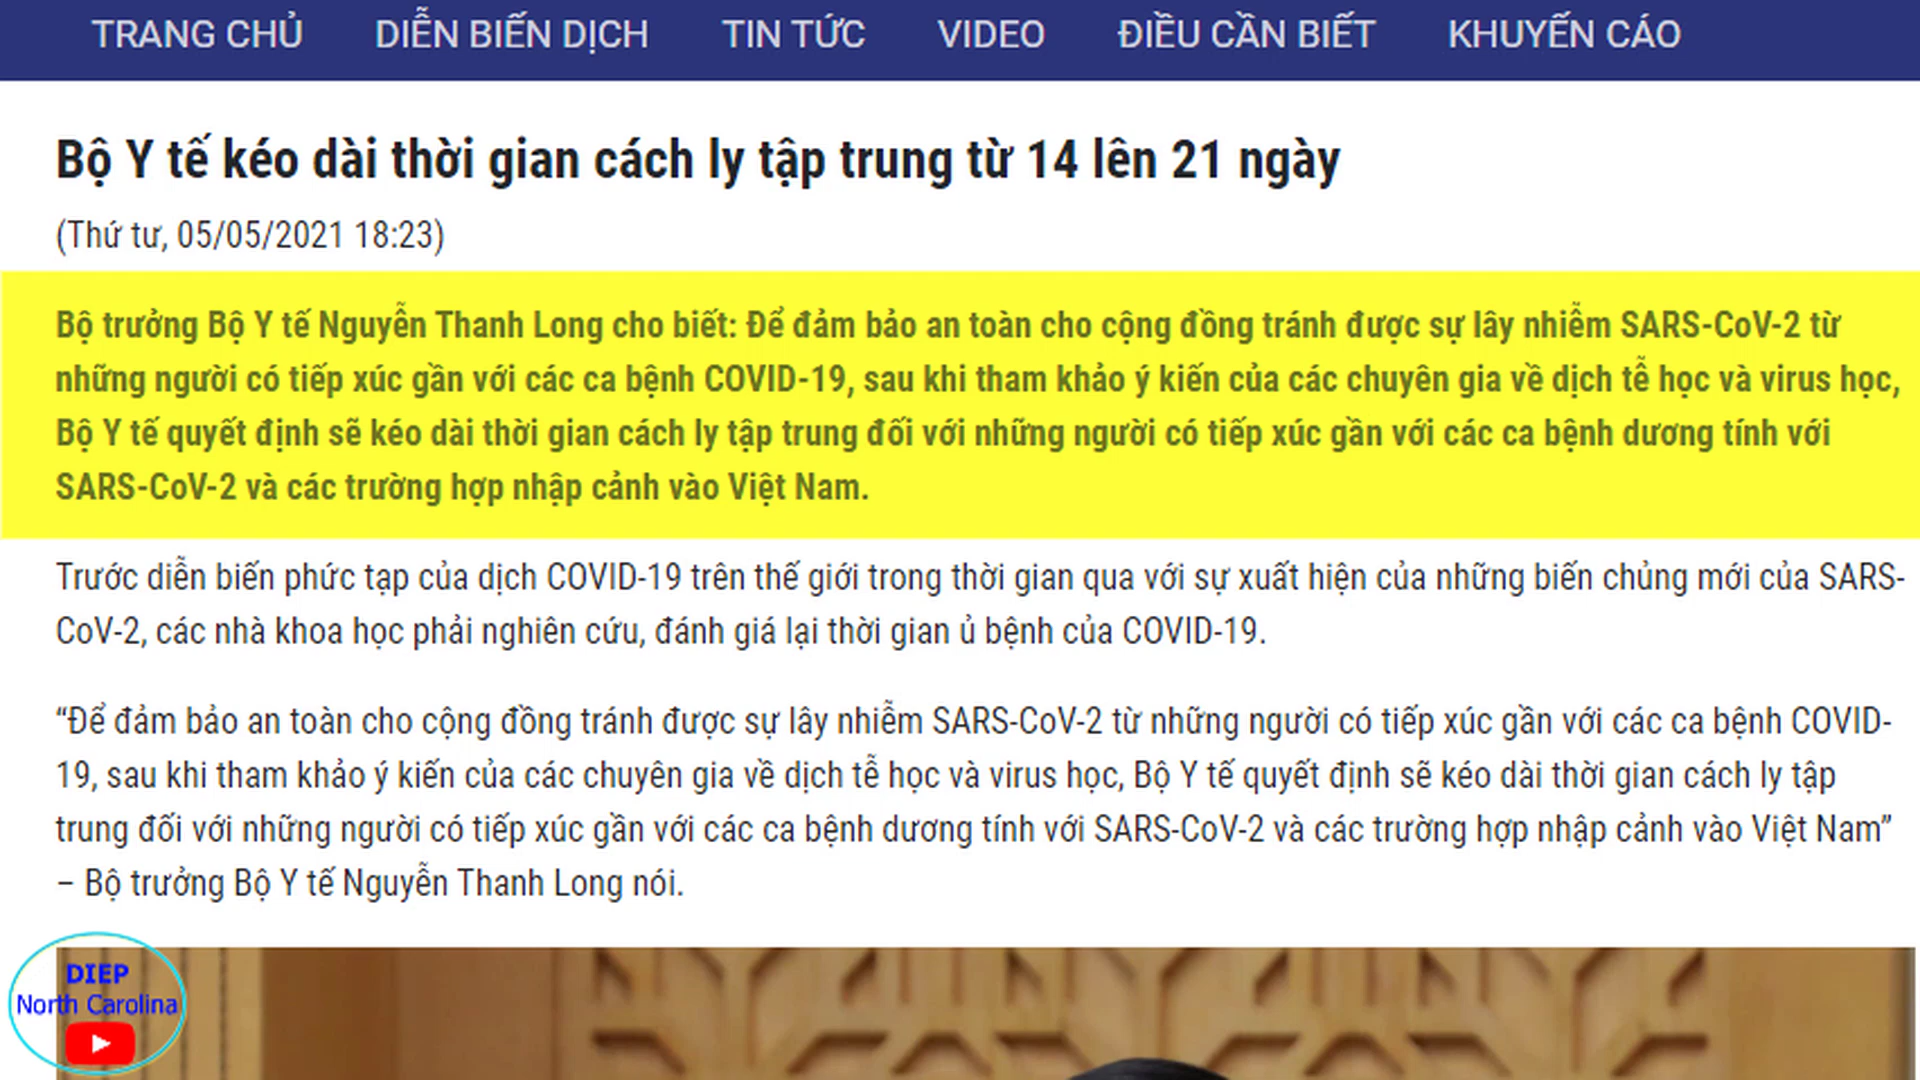 TRANG CHỦ DIỄN BIẾN DỊCH TIN TỨC VIDEO ĐIỀU CẦN BIẾT KHUYẾN CÁO
Bộ Y tế kéo dài thời gian cách ly tập trung từ 14 lên 21 ngày
(Thứ tư, 05/05/2021 18:23)
Bộ trưởng Bộ Y tế Nguyễn Thanh Long cho biết: Để đảm bảo an toàn cho cộng đồng tránh được sự lây nhiễm SARS-CoV-2 từ
những người có tiếp xúc gần với các ca bệnh COVID-19, sau khi tham khảo ý kiến của các chuyên gia về dịch tễ học và virus học,
Bộ Y tế quyết định sẽ kéo dài thời gian cách ly tập trung đối với những người có tiếp xúc gần với các ca bệnh dương tính với
SARS-CoV-2 và các trường hợp nhập cảnh vào Việt Nam.
Trước diễn biến phức tạp của dịch COVID-19 trên thế giới trong thời gian qua với sự xuất hiện của những biến chủng mới của SARS-
CoV-2, các nhà khoa học phải nghiên cứu, đánh giá lại thời gian ủ bệnh của COVID-19.
“Để đảm bảo an toàn cho cộng đồng tránh được sự lây nhiễm SARS-CoV-2 từ những người có tiếp xúc gần với các ca bệnh COVID-
19, sau khi tham khảo ý kiến của các chuyên gia về dịch tễ học và virus học, Bộ Y tế quyết định sẽ kéo dài thời gian cách ly tập
trung đối với những người có tiếp xúc gần với các ca bệnh dương tính với SARS-CoV-2 và các trường hợp nhập cảnh vào Việt Nam”
– Bộ trưởng Bộ Y tế Nguyễn Thanh Long nói.
DIEP
North Carolina